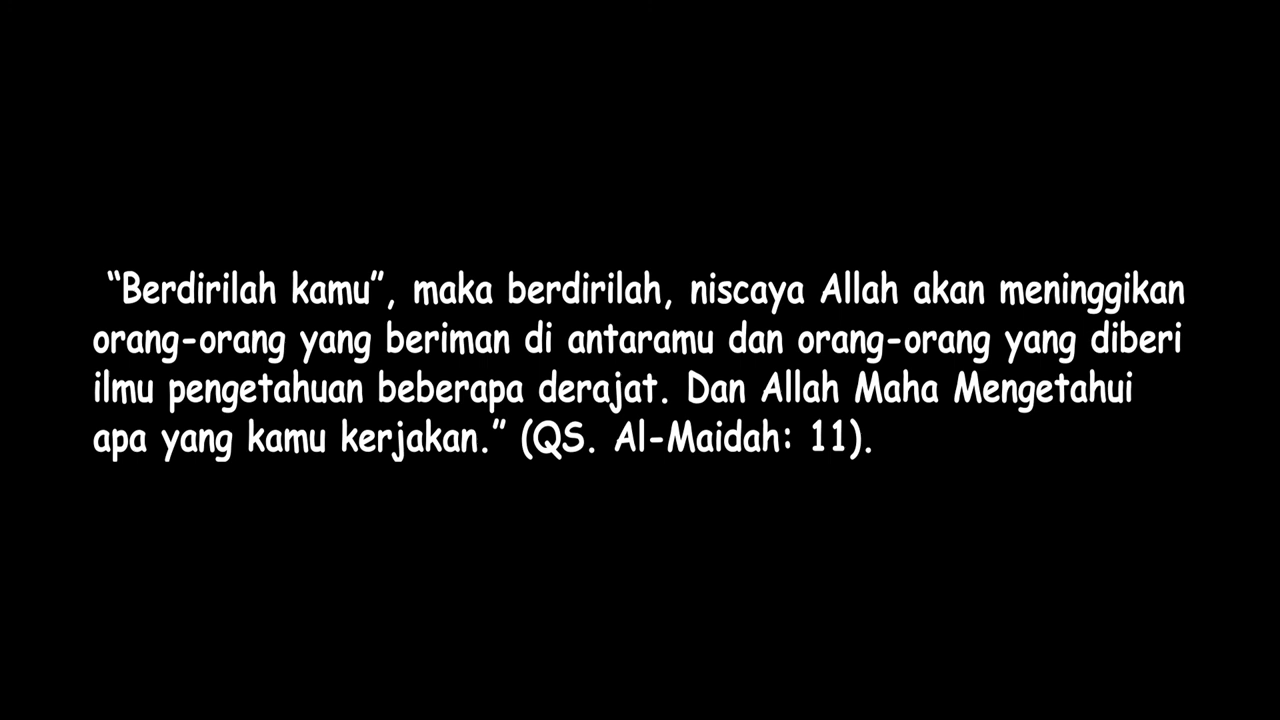 “Berdirilah kamu”, maka berdirilah, niscaya Allah akan meninggikan
orang-orang yang beriman di antaramu dan orang-orang yang diberi
ilmu pengetahuan beberapa derajat. Dan Allah Maha Mengetahui
apa yang kamu kerjakan.” (QS. Al-Maidah: 11).